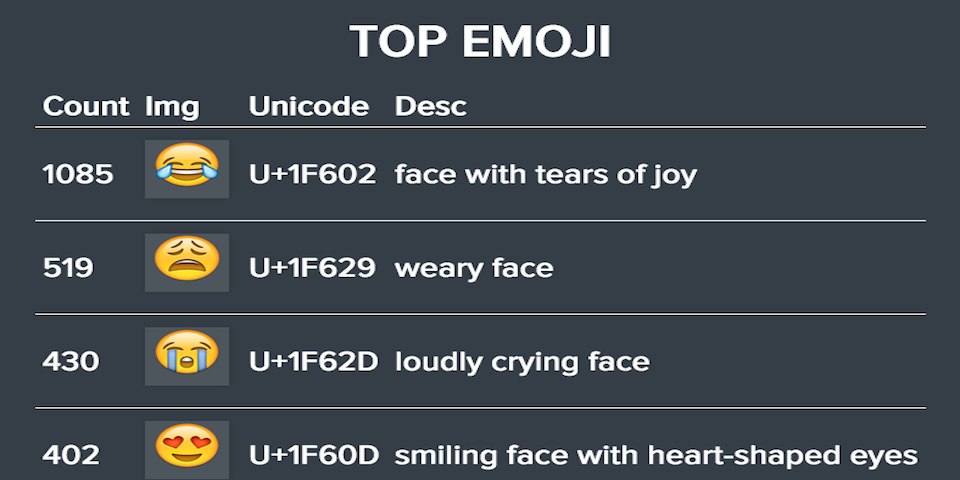 TOP EMOJI
Count Img Unicode Desc
1085 U+1F602 face with tears of joy
519 U+1F629 weary face
430 U+1F62D loudly crying face
402 U+1F60D smiling face with heart-shaped eyes